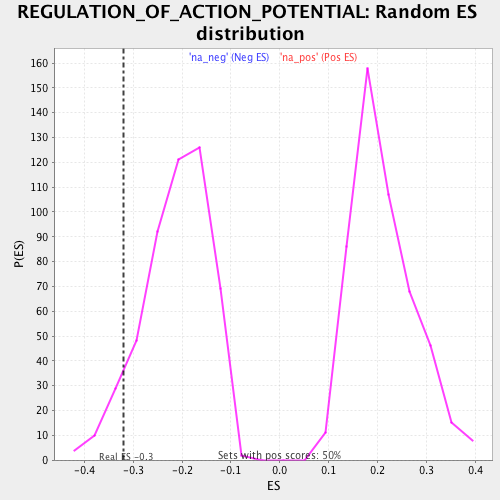 REGULATION_OF_ACTION_POTENTIAL: Random ES
distribution
'na_neg' (Neg ES) 'na_pos' (Pos ES)
160
150
140
130
120
110
100
90
80
70
60
50
40
30
20
10
0
P(ES)
Real ES -0.3
Sets with pos scores: 50%
-0.4 -0.3 -0.2 -0.1 0.0 0.1 0.2 0.3 0.4
ES